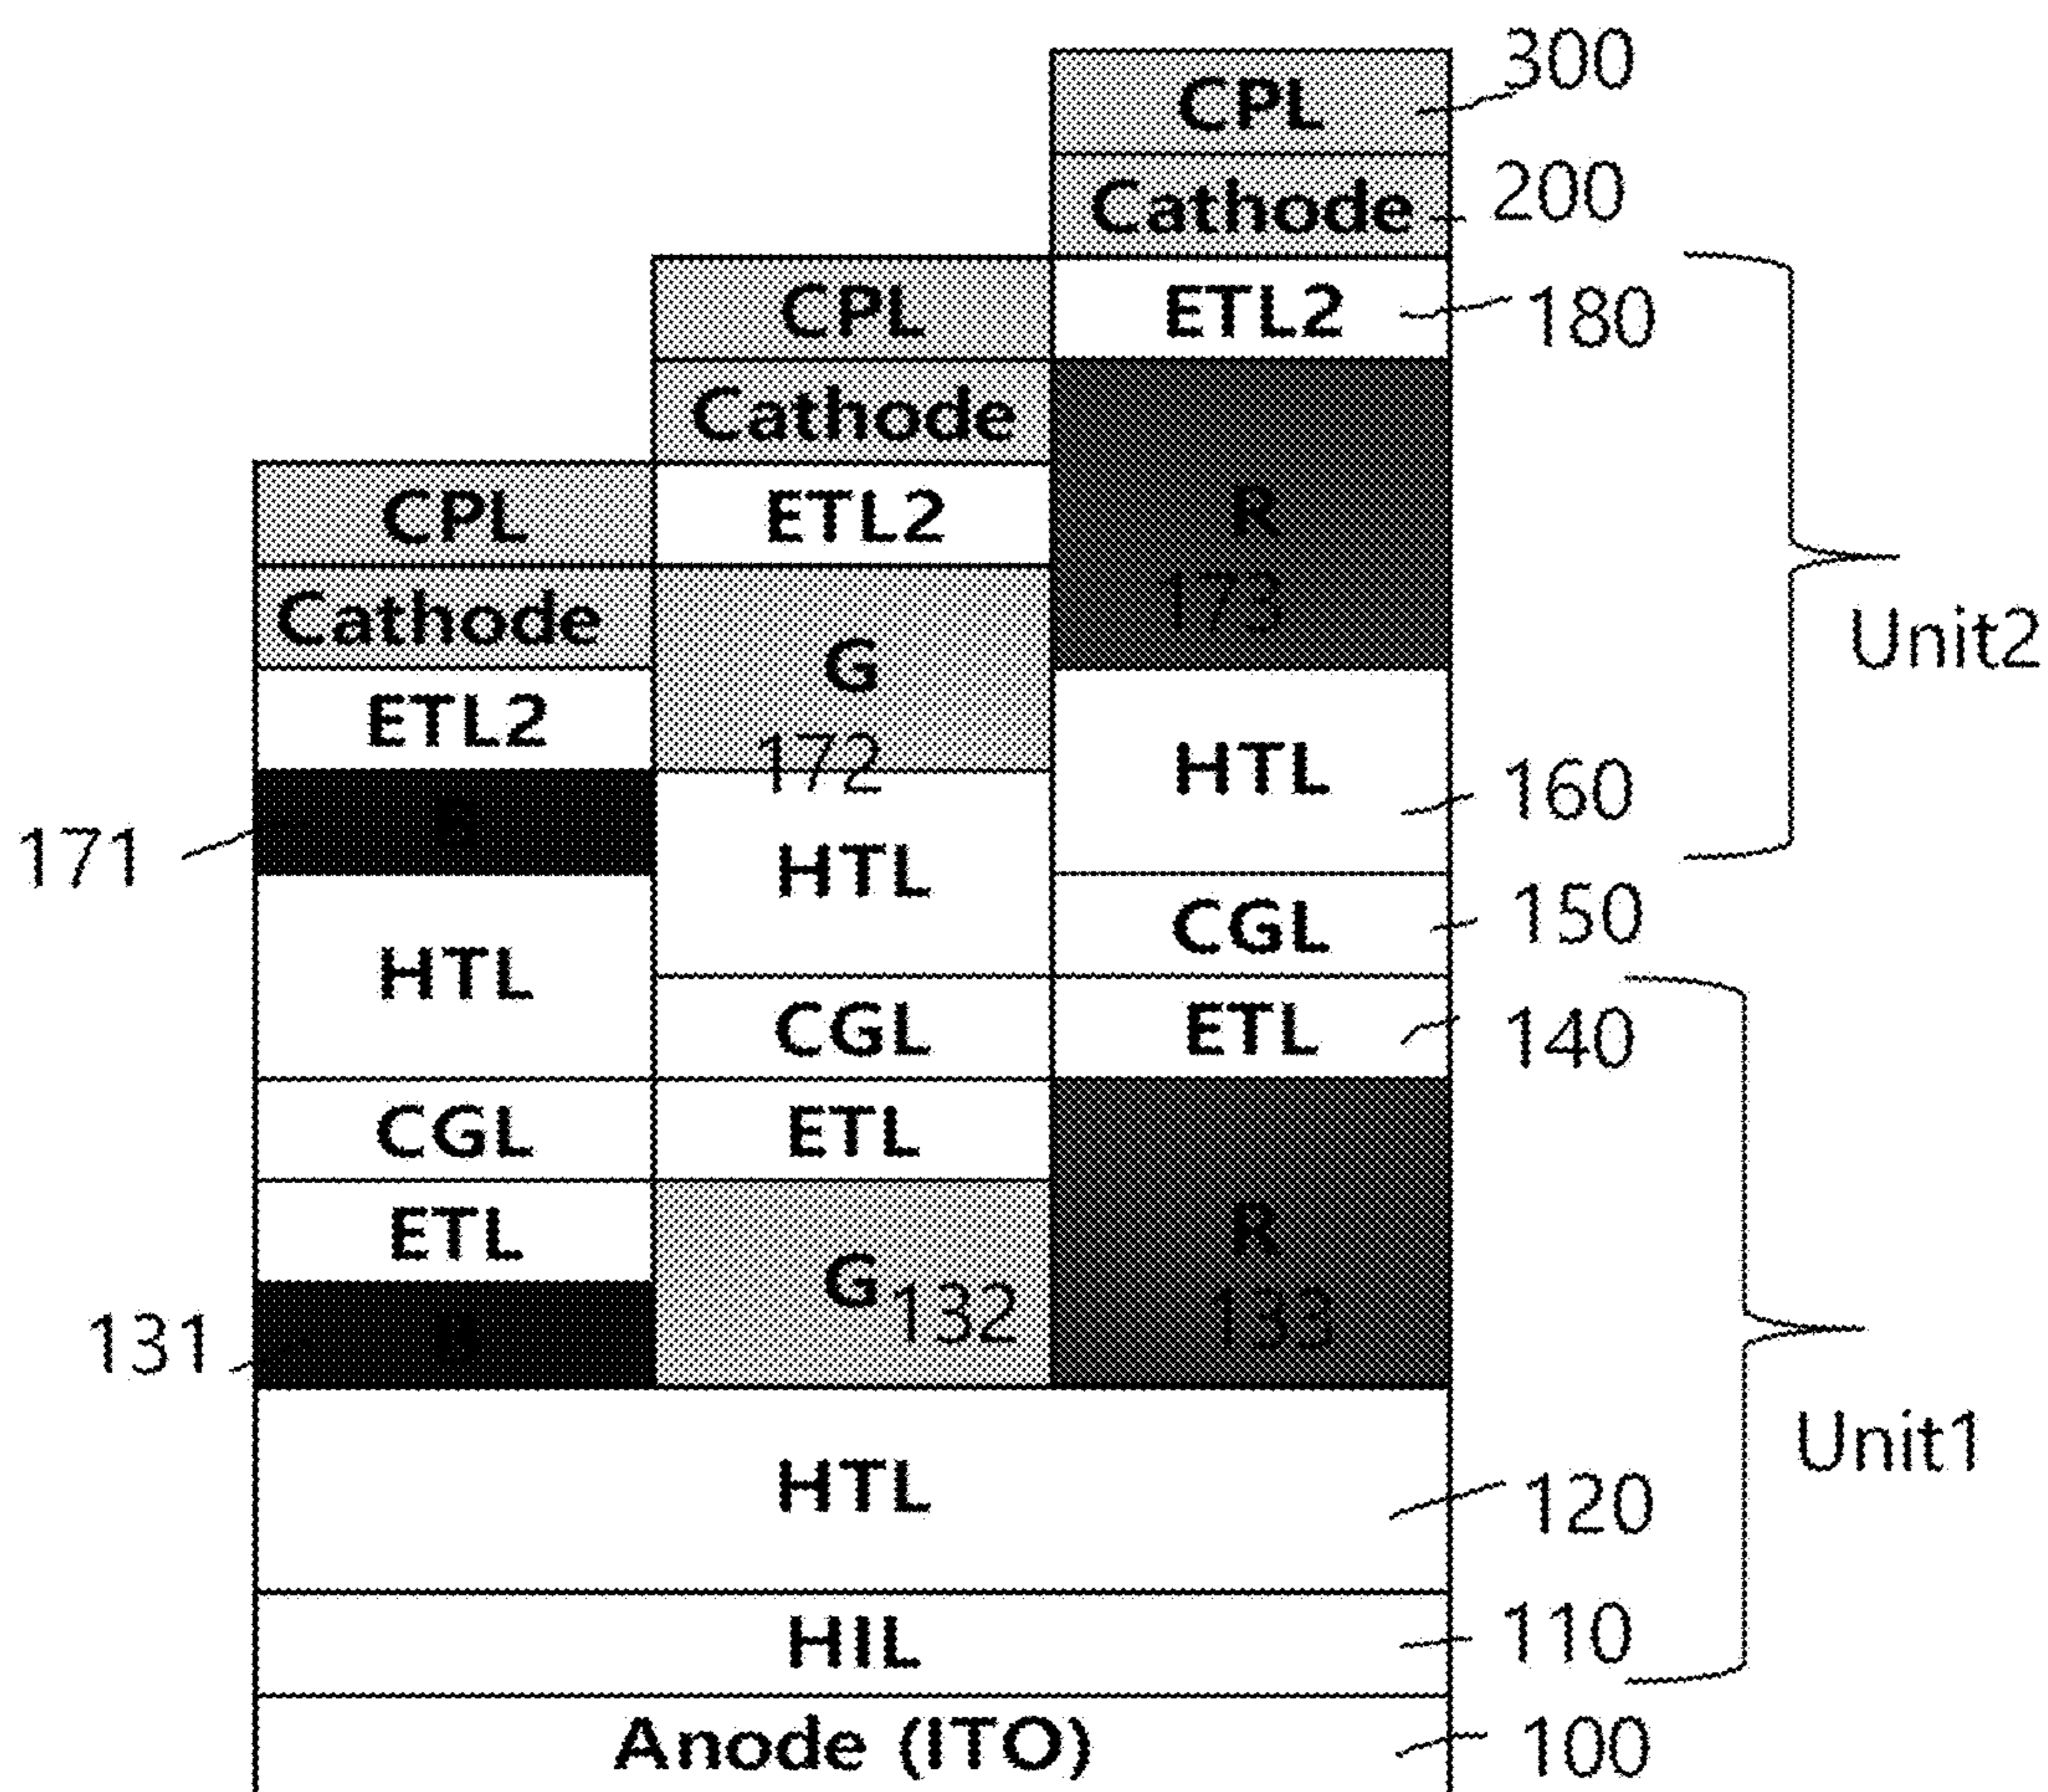 CPL 300
Cathode 200
CPL ETL2 180
Cathode
CPL ETL2 R
Cathode G 173 Unit2
ETL2 172 HTL 160
171 B HTL
HTL CGL 150
CGL ETL 140
CGL ETL
ETL G 132 R 133
131 B
HTL 120 Unit1
HIL 110
Anode (ITO) 100